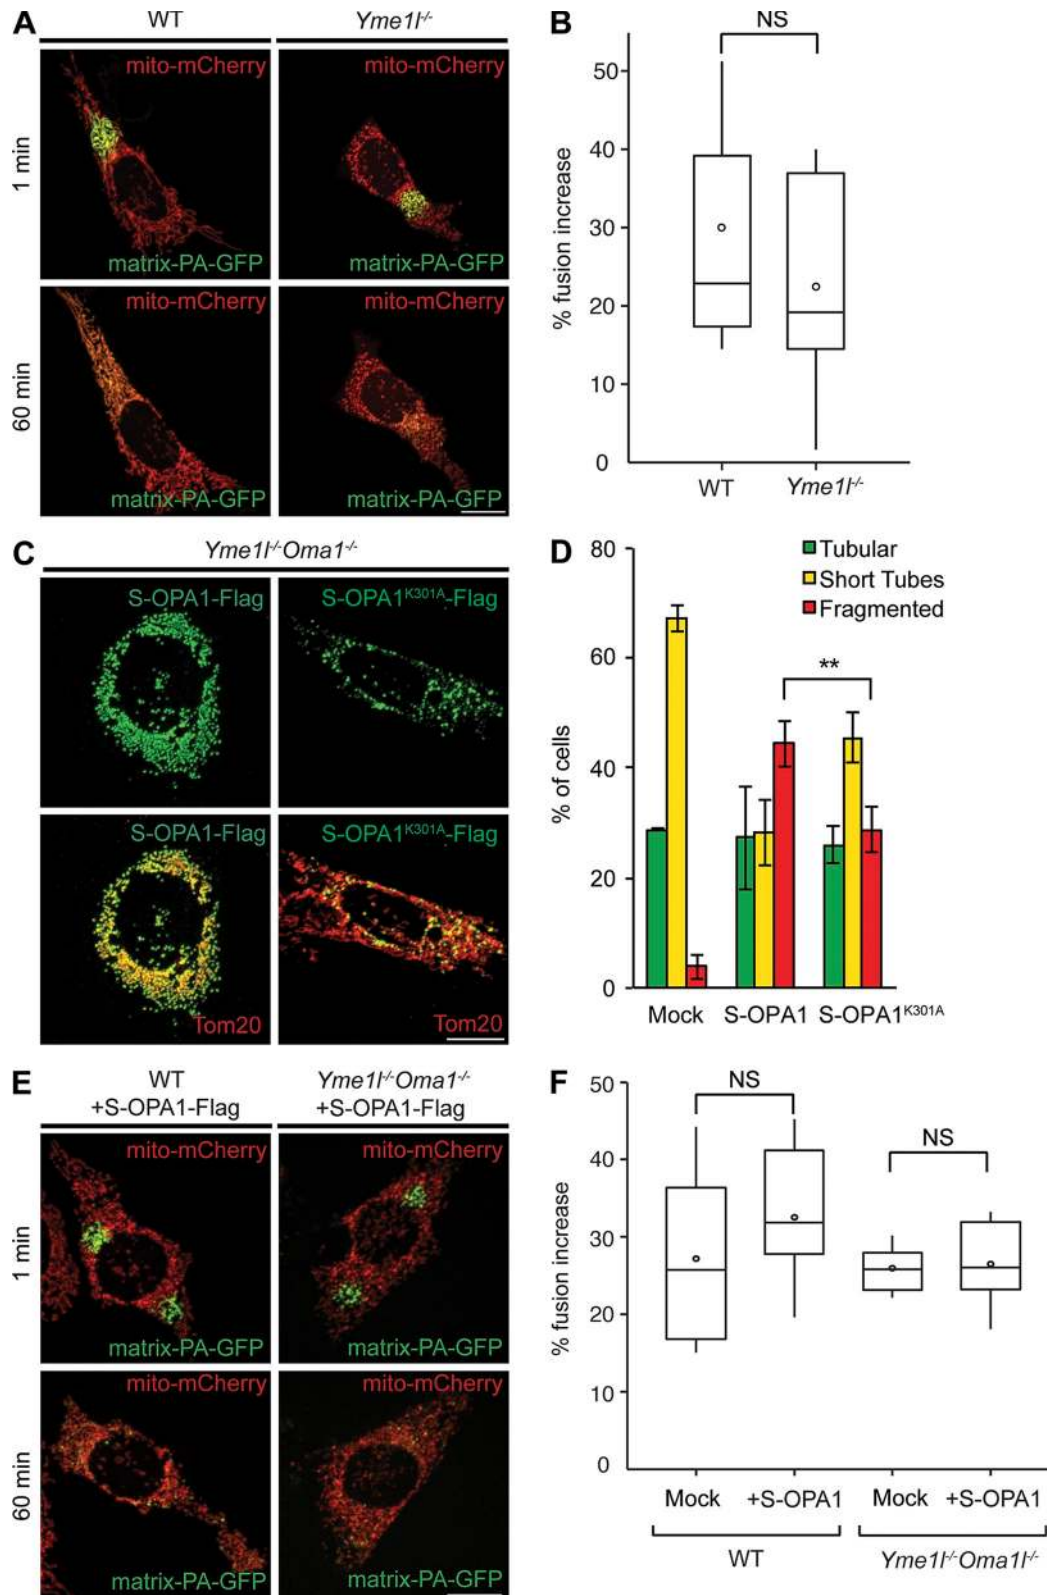 A
WT
Yme1l-/-
1 min
mito-mCherry
matrix-PA-GFP
mito-mCherry
matrix-PA-GFP
60 min
mito-mCherry
matrix-PA-GFP
mito-mCherry
matrix-PA-GFP
B
NS
% fusion increase
50
40
30
20
10
0
WT
Yme1l-/-
C
Yme1l-/-Oma1-/-
S-OPA1-Flag
S-OPA1K301A-Flag
S-OPA1-Flag
Tom20
S-OPA1K301A-Flag
Tom20
D
Tubular
Short Tubes
Fragmented
**
% of cells
80
60
40
20
0
Mock
S-OPA1
S-OPA1K301A
E
WT
+S-OPA1-Flag
Yme1l-/-Oma1-/-
+S-OPA1-Flag
1 min
mito-mCherry
matrix-PA-GFP
mito-mCherry
matrix-PA-GFP
60 min
mito-mCherry
matrix-PA-GFP
mito-mCherry
matrix-PA-GFP
F
NS
NS
% fusion increase
50
40
30
20
10
0
Mock
+S-OPA1
Mock
+S-OPA1
WT
Yme1l-/-Oma1l-/-